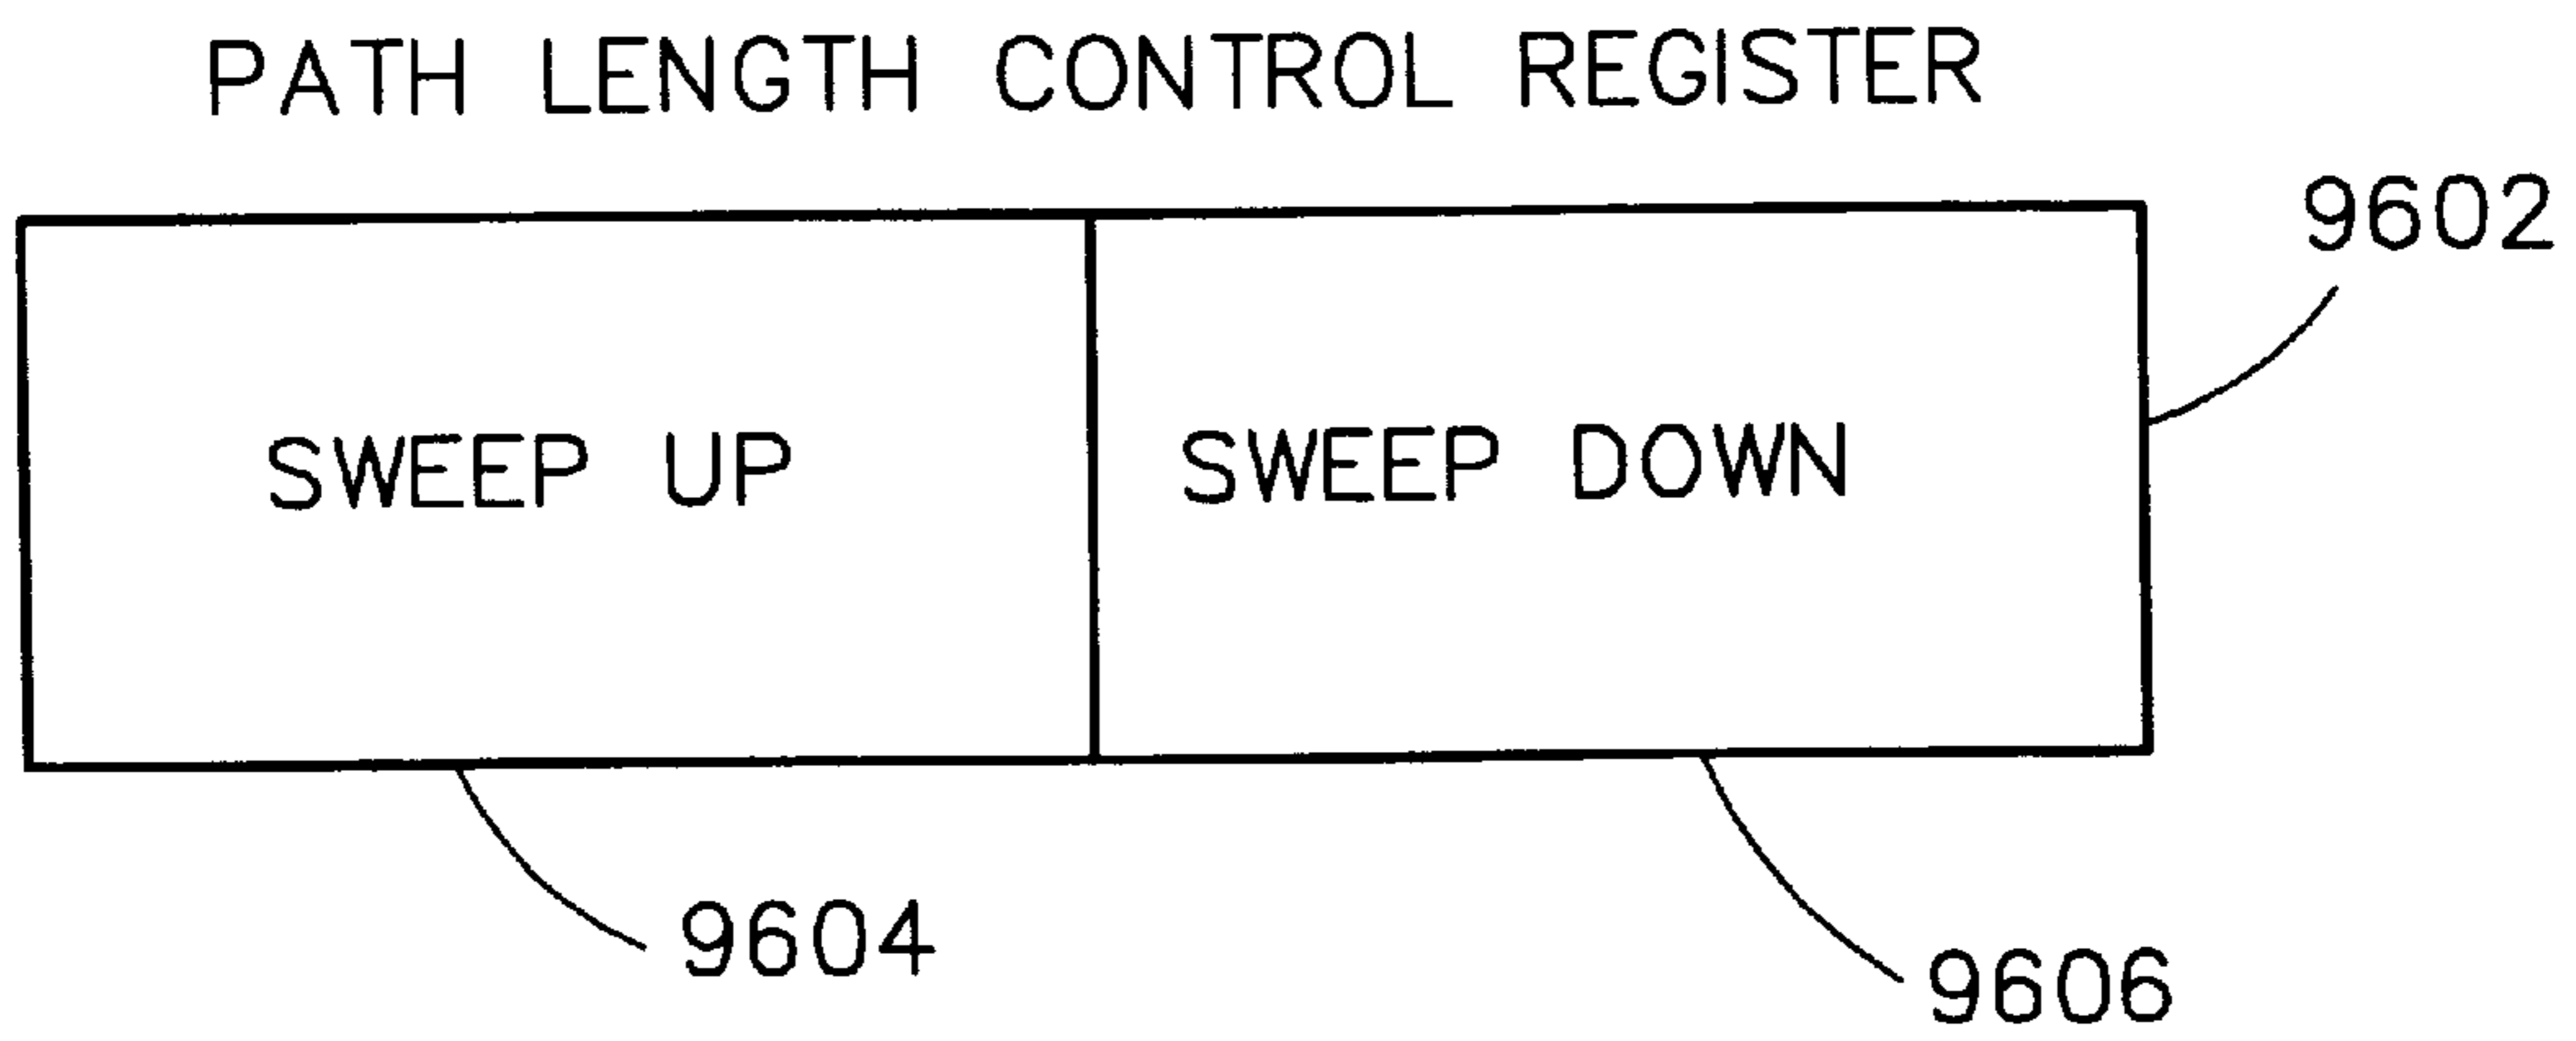 PATH LENGTH CONTROL REGISTER
9602
SWEEP UP
SWEEP DOWN
9604
9606